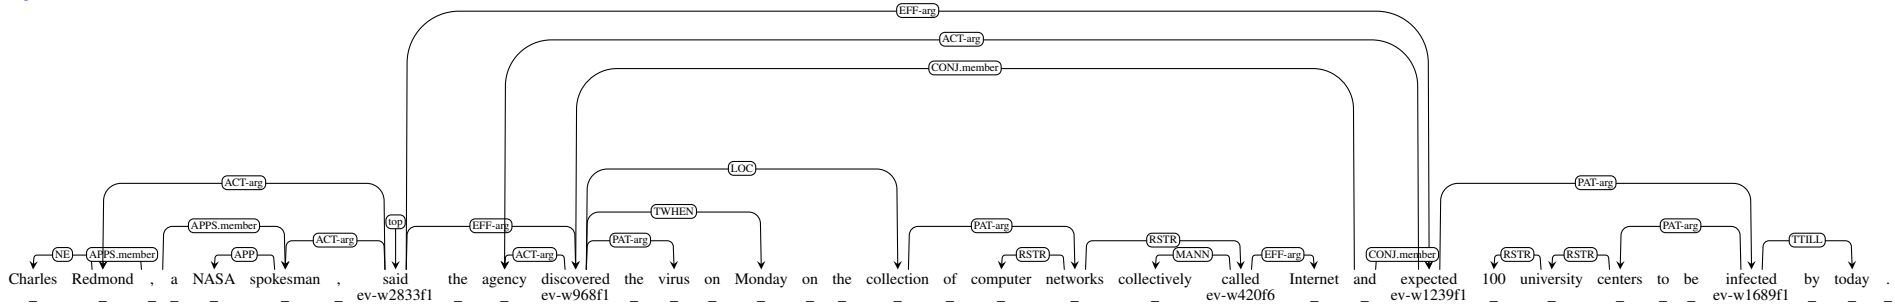 EFF-arg
ACT-arg
CONJ.member
LOC
ACT-arg PAT-arg
TWHEN
APPS.member top EFF-arg PAT-arg PAT-arg
ACT-arg PAT-arg RSTR TTILL
NE APPS.member APP ACT-arg RSTR MANN EFF-arg CONJ.member RSTR RSTR
Charles Redmond , a NASA spokesman , said the agency discovered the virus on Monday on the collection of computer networks collectively called Internet and expected 100 university centers to be infected by today .
_ _ _ _ _ _ _ ev-w2833f1 _ _ ev-w968f1 _ _ _ _ _ _ _ _ _ _ _ ev-w420f6 _ _ ev-w1239f1 _ _ _ _ _ ev-w1689f1 _ _ _